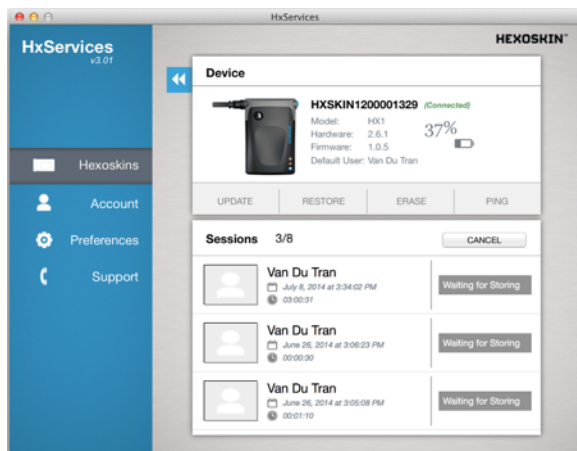 HxServices
HxServices
v3.01
HEXOSKIN™
Device
HXSKIN1200001329 (Connected)
Model: HX1
Hardware: 2.6.1
Firmware: 1.0.5
Default User: Van Du Tran
37%
Hexoskins
Account
Preferences
Support
UPDATE RESTORE ERASE PING
Sessions 3/8 CANCEL
Van Du Tran
July 8, 2014 at 3:34:02 PM
03:00:31
Waiting for Storing
Van Du Tran
June 26, 2014 at 3:06:23 PM
00:00:30
Waiting for Storing
Van Du Tran
June 26, 2014 at 3:05:08 PM
00:01:10
Waiting for Storing